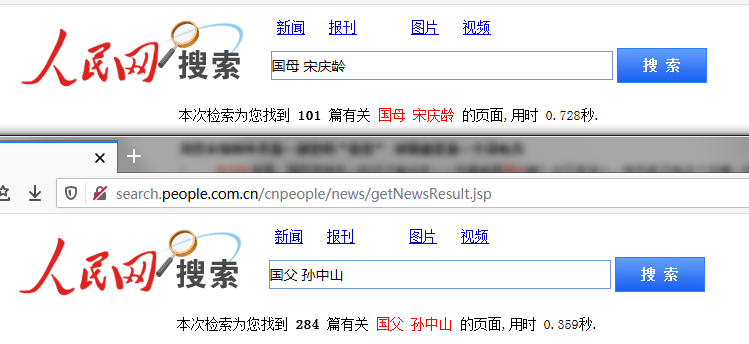 新闻 报刊 图片 视频
人民网 搜索 国母 宋庆龄 搜 索
本次检索为您找到 101 篇有关 国母 宋庆龄 的页面,用时 0.728秒.
search.people.com.cn/cnpeople/news/getNewsResult.jsp
新闻 报刊 图片 视频
人民网 搜索 国父 孙中山 搜 索
本次检索为您找到 284 篇有关 国父 孙中山 的页面,用时 0.359秒.